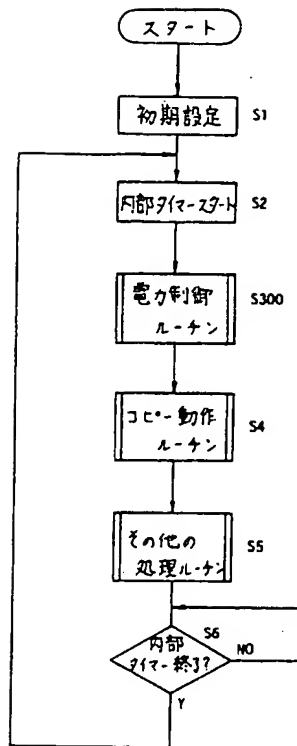 スタート
初期設定 S1
内部タイマースタート S2
電力制御
ルーチン
S300
コピー動作
ルーチン
S4
その他の
処理ルーチン
S5
S6
内部
タイマー終了?
NO
Y